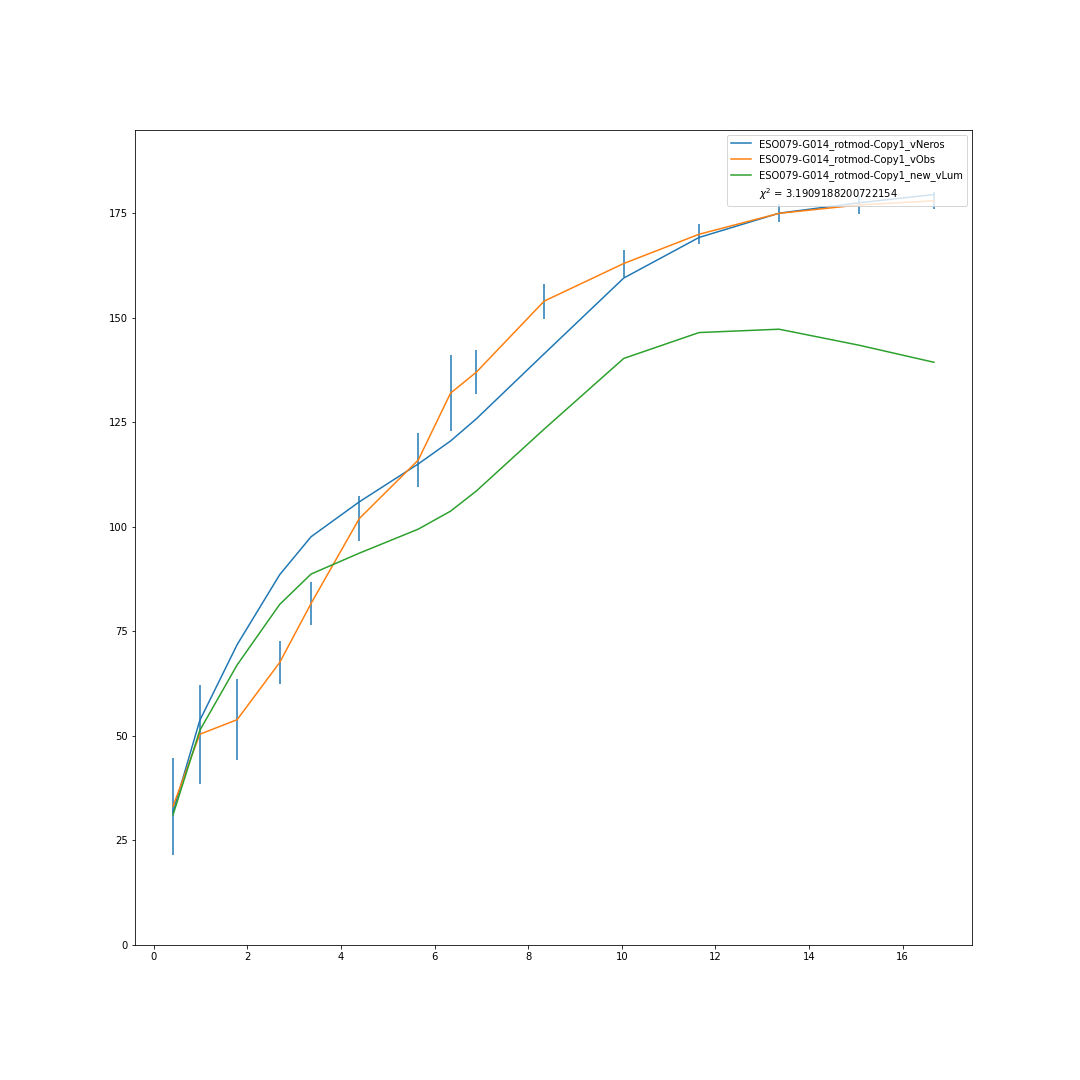 ESO079-G014_rotmod-Copy1_vNeros
ESO079-G014_rotmod-Copy1_vObs
ESO079-G014_rotmod-Copy1_new_vLum
χ² = 3.1909188200722154
175
150
125
100
75
50
25
0
0 2 4 6 8 10 12 14 16